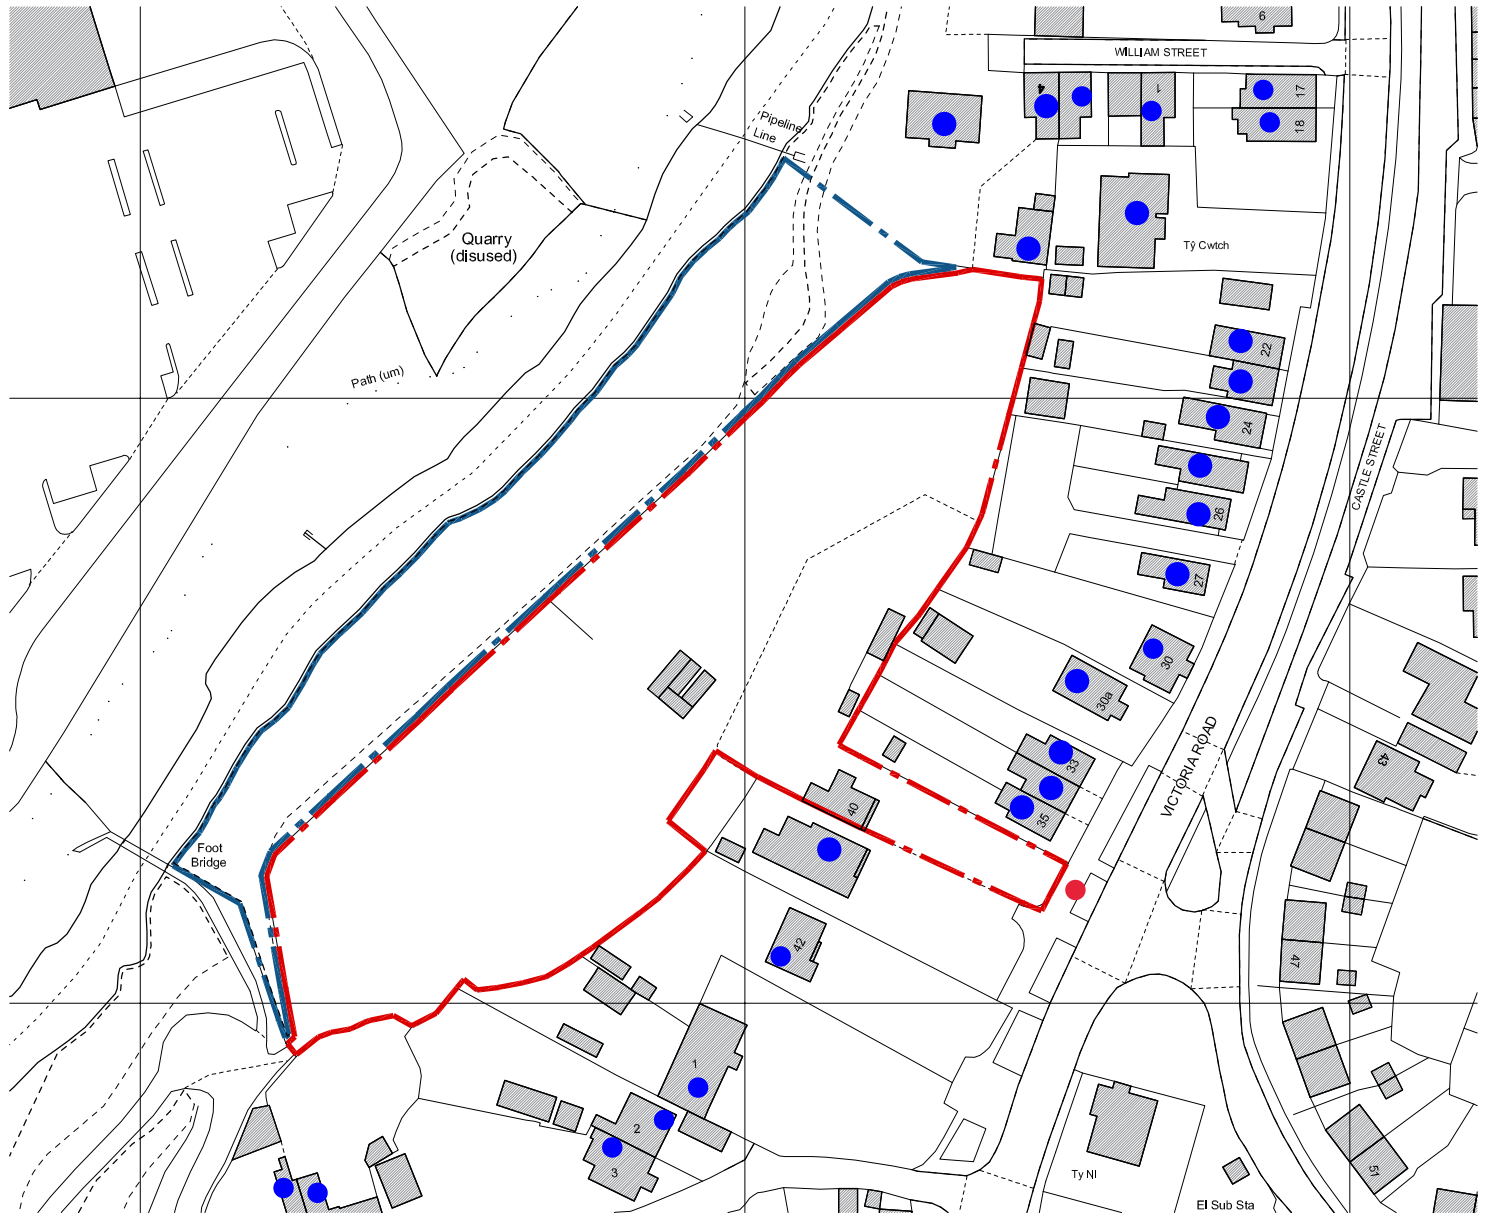 6
WILLIAM STREET
4
1
17
18
Pipeline
Line
Quarry
(disused)
Tŷ Cwtch
22
Path (um)
24
CASTLE STREET
26
27
30
30a
VICTORIA ROAD
33
43
35
40
Foot
Bridge
42
47
1
2
3
Ty Nl
51
El Sub Sta